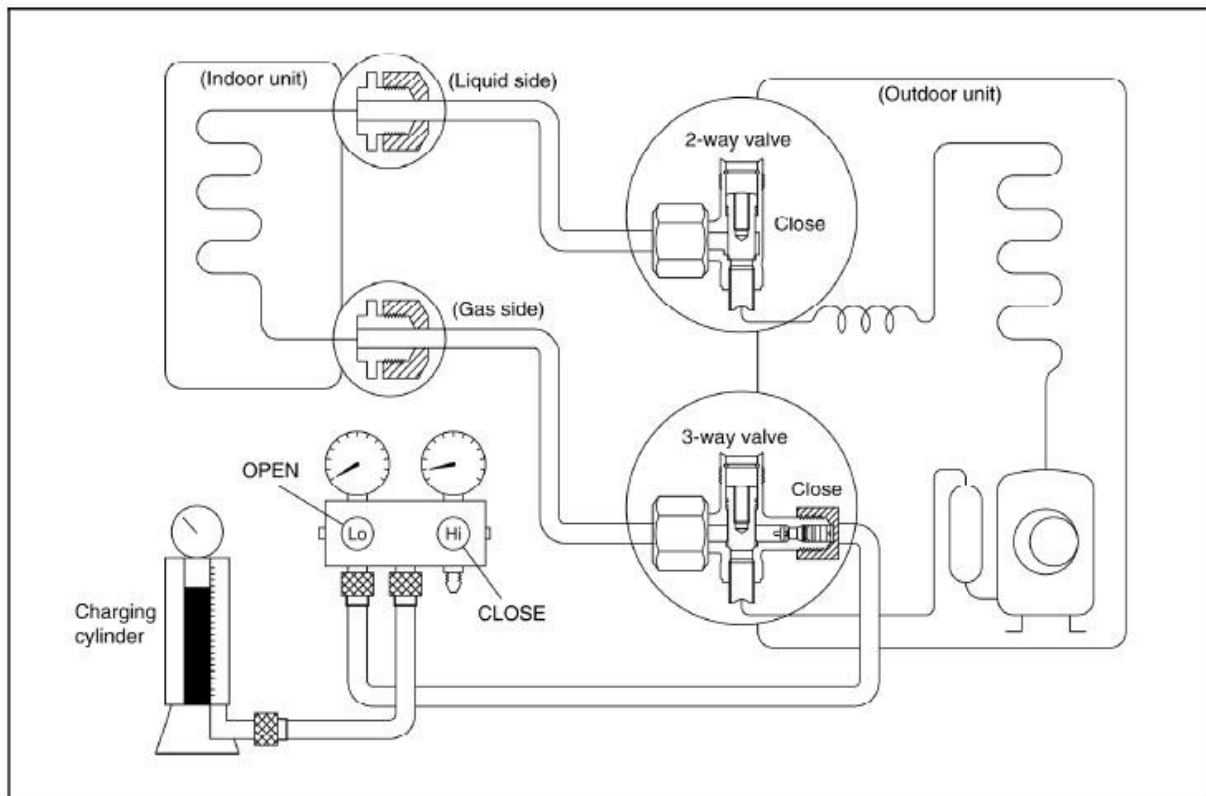 (Indoor unit)
(Liquid side)
(Outdoor unit)
2-way valve
Close
(Gas side)
3-way valve
Close
OPEN
Lo
Hi
CLOSE
Charging
cylinder